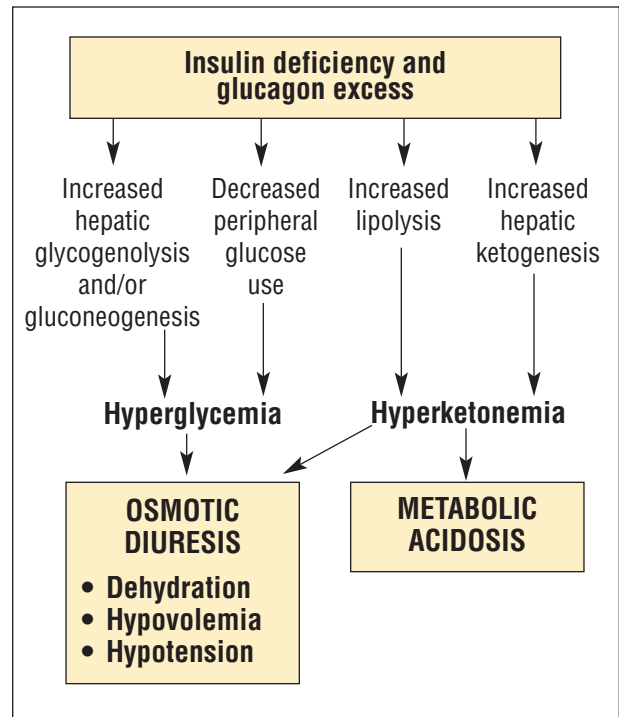 Insulin deficiency and
glucagon excess
Increased
hepatic
glycogenolysis
and/or
gluconeogenesis
Decreased
peripheral
glucose
use
Increased
lipolysis
Increased
hepatic
ketogenesis
Hyperglycemia
Hyperketonemia
OSMOTIC
DIURESIS
• Dehydration
• Hypovolemia
• Hypotension
METABOLIC
ACIDOSIS